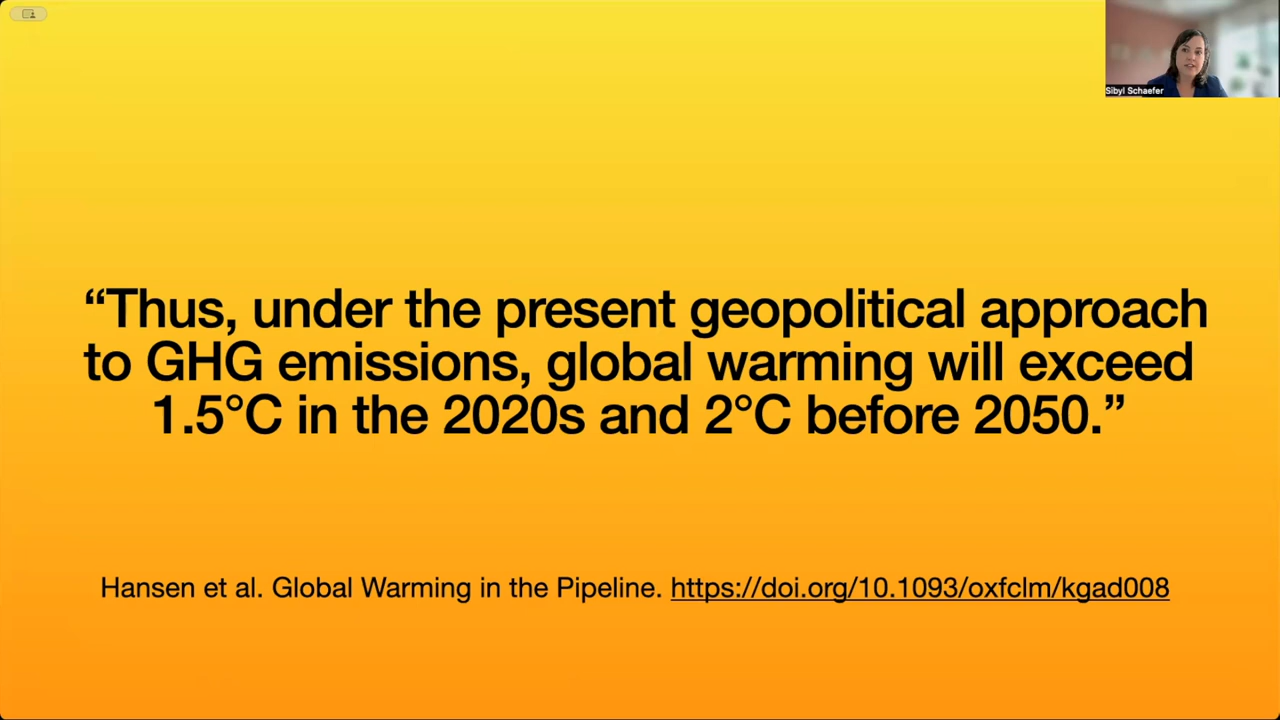 Sibyl Schaefer
“Thus, under the present geopolitical approach
to GHG emissions, global warming will exceed
1.5°C in the 2020s and 2°C before 2050.”
Hansen et al. Global Warming in the Pipeline. https://doi.org/10.1093/oxfclm/kgad008